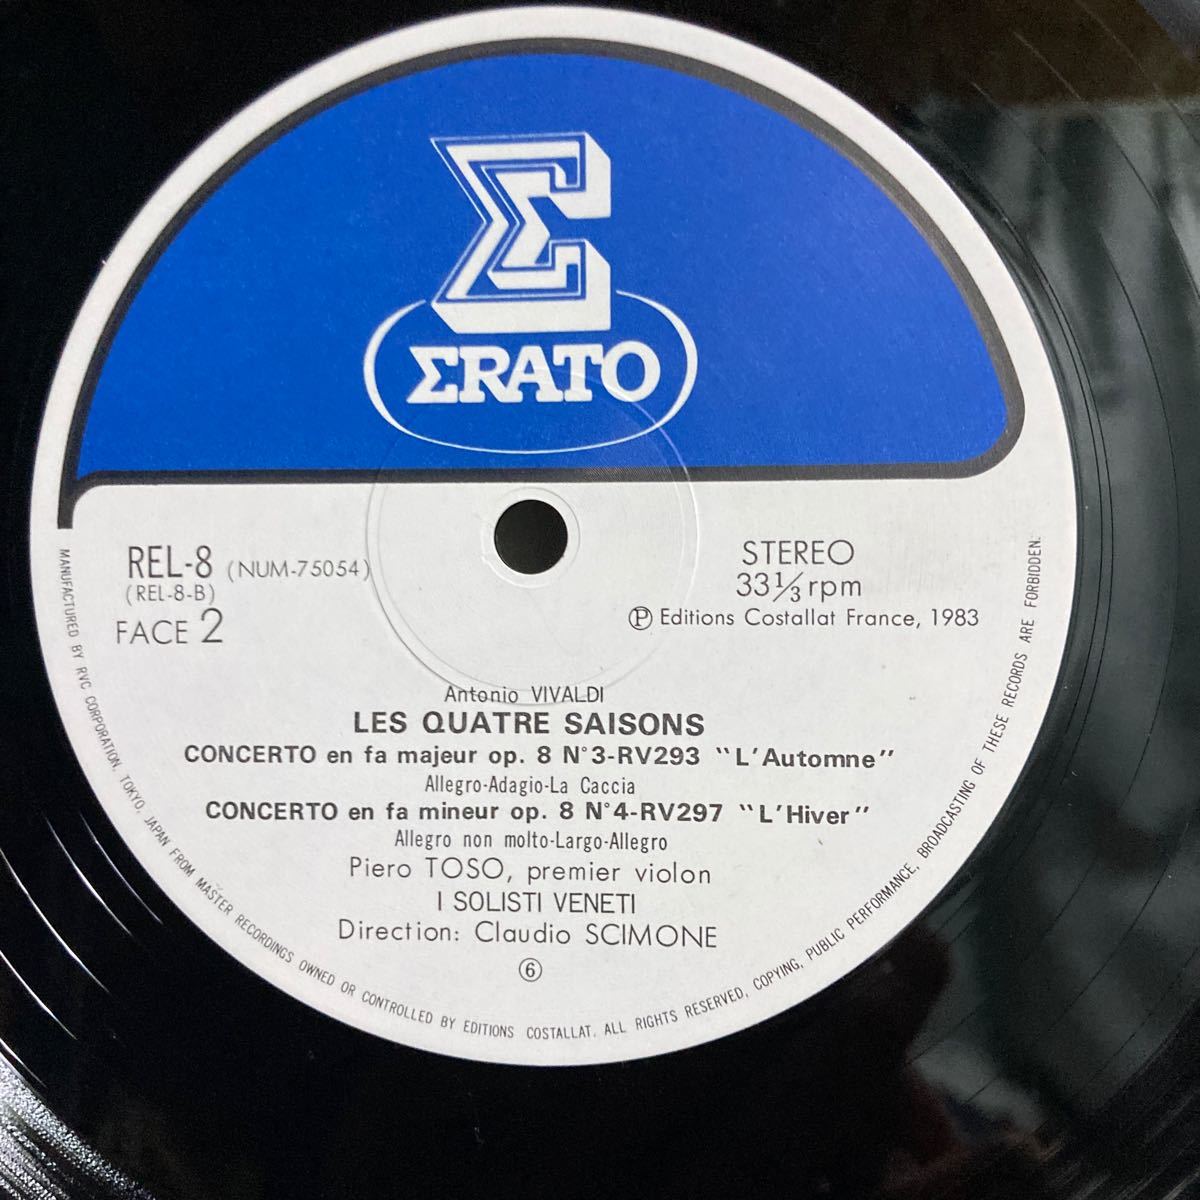 Σ
ΣRATO
REL-8 (NUM-75054)
(REL-8-B)
FACE 2
STEREO
33⅓rpm
Ⓟ Editions Costallat France, 1983
Antonio VIVALDI
LES QUATRE SAISONS
CONCERTO en fa majeur op. 8 N°3-RV293 "L'Automne"
Allegro-Adagio-La Caccia
CONCERTO en fa mineur op. 8 N°4-RV297 "L'Hiver"
Allegro non molto-Largo-Allegro
Piero TOSO, premier violon
I SOLISTI VENETI
Direction: Claudio SCIMONE
⑥
MANUFACTURED BY RVC CORPORATION, TOKYO, JAPAN FROM MASTER RECORDINGS OWNED OR CONTROLLED BY EDITIONS COSTALLAT. ALL RIGHTS RESERVED, COPYING, PUBLIC PERFORMANCE, BROADCASTING OF THESE RECORDS ARE FORBIDDEN.